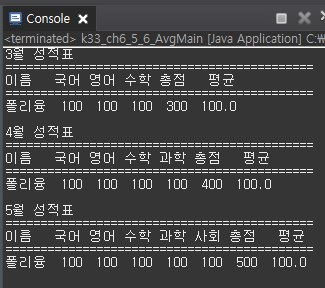 Console
<terminated> k33_ch6_5_6_AvgMain [Java Application] C:₩
3월 성적표
========================================
이름 국어 영어 수학 총점 평균
========================================
폴리융 100 100 100 300 100.0
4월 성적표
========================================
이름 국어 영어 수학 과학 총점 평균
========================================
폴리융 100 100 100 100 400 100.0
5월 성적표
========================================
이름 국어 영어 수학 과학 사회 총점 평균
========================================
폴리융 100 100 100 100 100 500 100.0